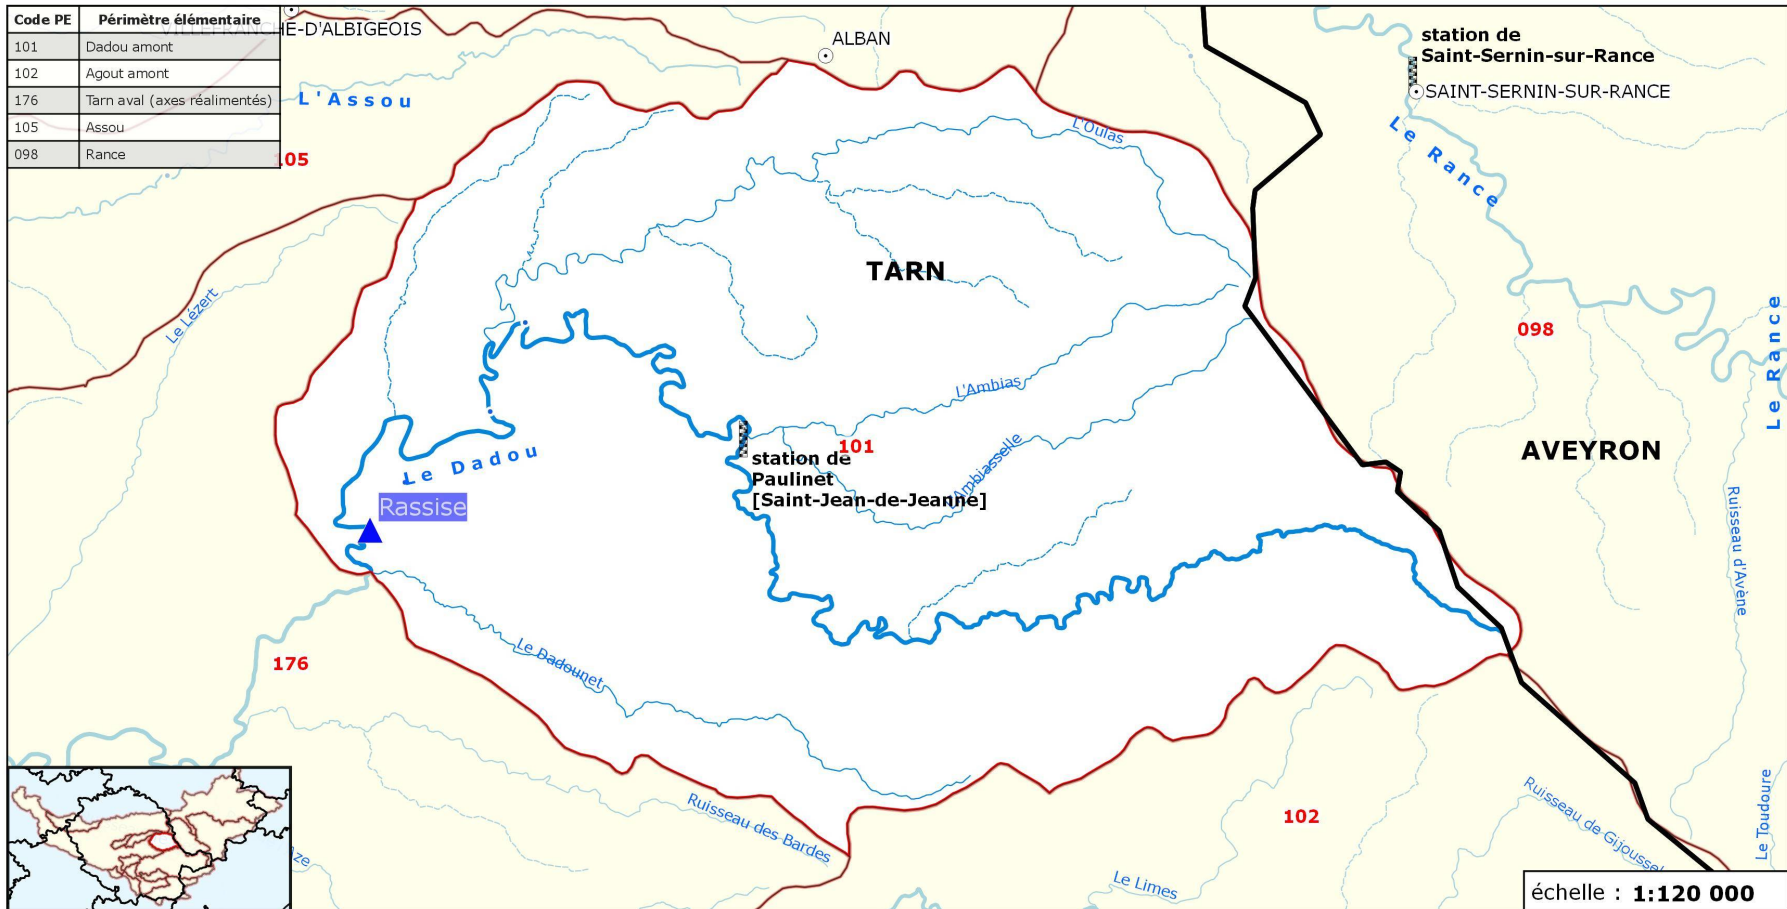 Code PE Périmètre élémentaire
101 Dadou amont
102 Agout amont
176 Tarn aval (axes réalimentés)
105 Assou
098 Rance
VILLEFRANCHE-D'ALBIGEOIS
ALBAN
station de
Saint-Sernin-sur-Rance
SAINT-SERNIN-SUR-RANCE
L'Assou
105
L'Oulas
Le Rance
TARN
Le Lézert
098
Le Rance
L'Ambias
101
AVEYRON
L'Ambiasselle
Le Dadou
station de
Paulinet
[Saint-Jean-de-Jeanne]
Rassise
Ruisseau d'Avène
176
Le Dadounet
Ruisseau des Bardes
102
Ruisseau de Gijoussel
Le Toudoure
Le Limes
échelle : 1:120 000